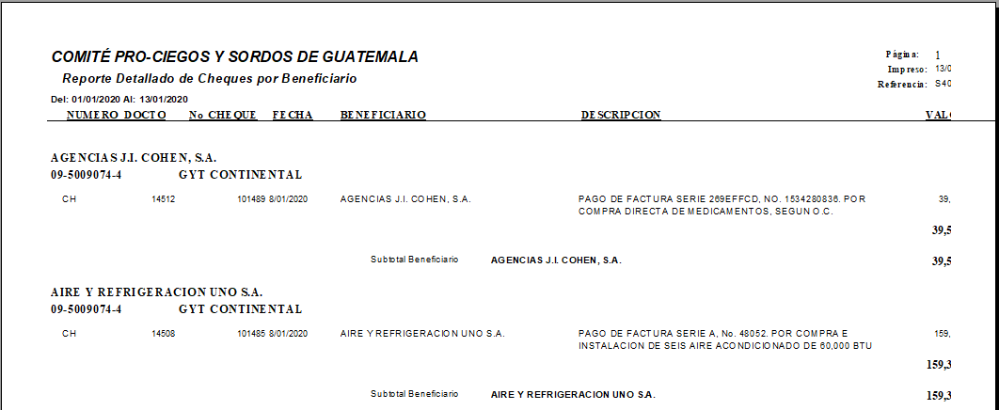 COMITÉ PRO-CIEGOS Y SORDOS DE GUATEMALA
Página: 1
Reporte Detallado de Cheques por Beneficiario
Impreso: 13/0
Referencia: S40
Del: 01/01/2020 Al: 13/01/2020
NUMERO DOCTO No CHEQUE FECHA BENEFICIARIO DESCRIPCION
AGENCIAS J.I. COHEN, S.A.
09-5009074-4 GYT CONTINENTAL
CH 14512 101489 8/01/2020 AGENCIAS J.I. COHEN, S.A. PAGO DE FACTURA SERIE 269EFFCD, NO. 1534280836. POR 39,
COMPRA DIRECTA DE MEDICAMENTOS, SEGUN O.C.
39,5
Subtotal Beneficiario AGENCIAS J.I. COHEN, S.A. 39,5
AIRE Y REFRIGERACION UNO S.A.
09-5009074-4 GYT CONTINENTAL
CH 14508 101485 8/01/2020 AIRE Y REFRIGERACION UNO S.A. PAGO DE FACTURA SERIE A, No. 48052. POR COMPRA E 159,
INSTALACION DE SEIS AIRE ACONDICIONADO DE 60,000 BTU
159,3
Subtotal Beneficiario AIRE Y REFRIGERACION UNO S.A. 159,3